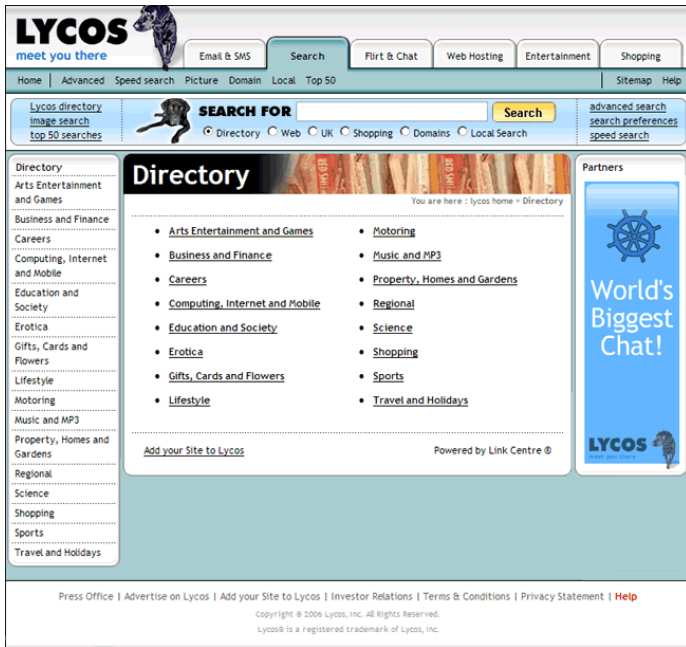 LYCOS
meet you there
Email & SMS
Search
Flirt & Chat
Web Hosting
Entertainment
Shopping
Home | Advanced Speed search Picture Domain Local Top 50 | Sitemap Help
Lycos directory
image search
top 50 searches
SEARCH FOR
Search
Directory Web UK Shopping Domains Local Search
advanced search
search preferences
speed search
Directory
Arts Entertainment
and Games
Business and Finance
Careers
Computing, Internet
and Mobile
Education and
Society
Erotica
Gifts, Cards and
Flowers
Lifestyle
Motoring
Music and MP3
Property, Homes and
Gardens
Regional
Science
Shopping
Sports
Travel and Holidays
Directory
You are here : lycos home » Directory
• Arts Entertainment and Games
• Business and Finance
• Careers
• Computing, Internet and Mobile
• Education and Society
• Erotica
• Gifts, Cards and Flowers
• Lifestyle
• Motoring
• Music and MP3
• Property, Homes and Gardens
• Regional
• Science
• Shopping
• Sports
• Travel and Holidays
Add your Site to Lycos
Powered by Link Centre ®
Partners
World's
Biggest
Chat!
LYCOS
meet you there
Press Office | Advertise on Lycos | Add your Site to Lycos | Investor Relations | Terms & Conditions | Privacy Statement | Help
Copyright © 2006 Lycos, Inc. All Rights Reserved.
Lycos® is a registered trademark of Lycos, Inc.